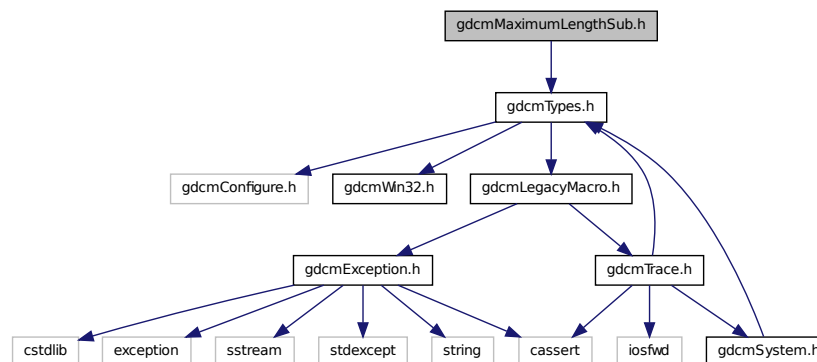 gdcmMaximumLengthSub.h
gdcmTypes.h
gdcmConfigure.h
gdcmWin32.h
gdcmLegacyMacro.h
gdcmException.h
gdcmTrace.h
cstdlib
exception
sstream
stdexcept
string
cassert
iosfwd
gdcmSystem.h